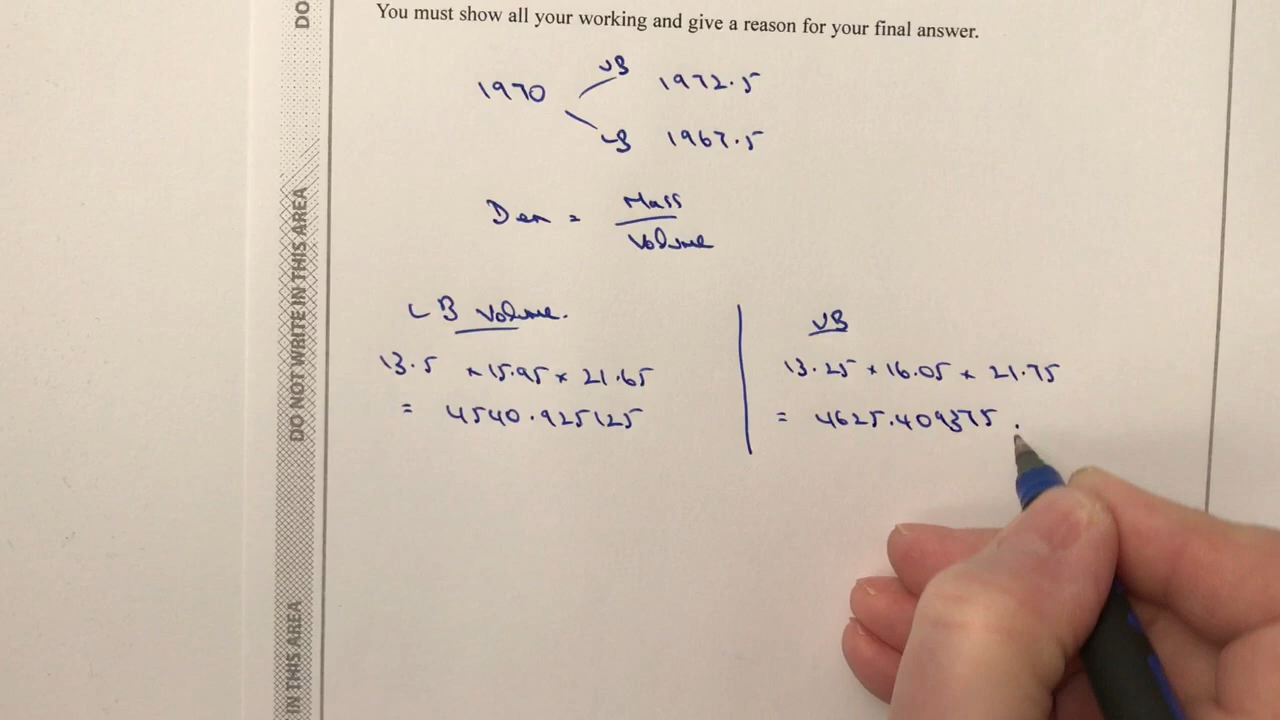 DO
You must show all your working and give a reason for your final answer.
UB 1972.5
1970
LB 1967.5
DO NOT WRITE IN THIS AREA
Den = Mass
Volume
LB Volume.
13.5 × 15.95 × 21.65
= 4540.925125
UB
13.25 × 16.05 × 21.75
= 4625.409375
IN THIS AREA